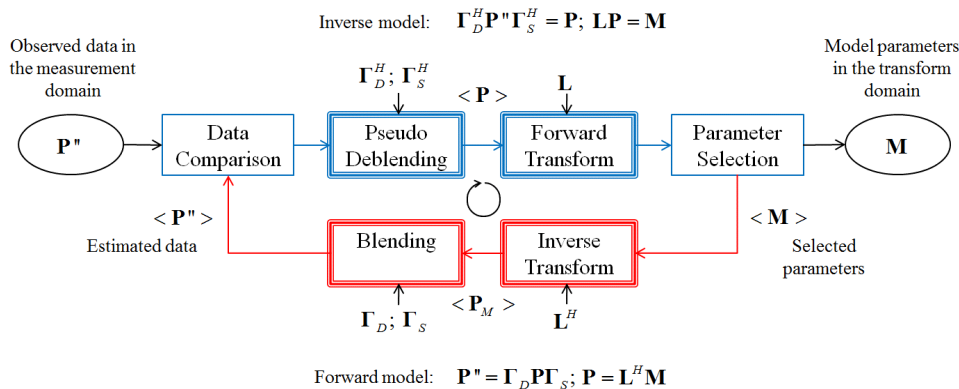 Inverse model: Γ_D^H P" Γ_S^H = P; LP = M
Observed data in
the measurement
domain
Model parameters
in the transform
domain
Γ_D^H; Γ_S^H
< P >
L
P"
Data
Comparison
Pseudo
Deblending
Forward
Transform
Parameter
Selection
M
< P" >
Estimated data
Blending
Inverse
Transform
< M >
Selected
parameters
Γ_D; Γ_S
< P_M >
L^H
Forward model: P" = Γ_D P Γ_S; P = L^H M